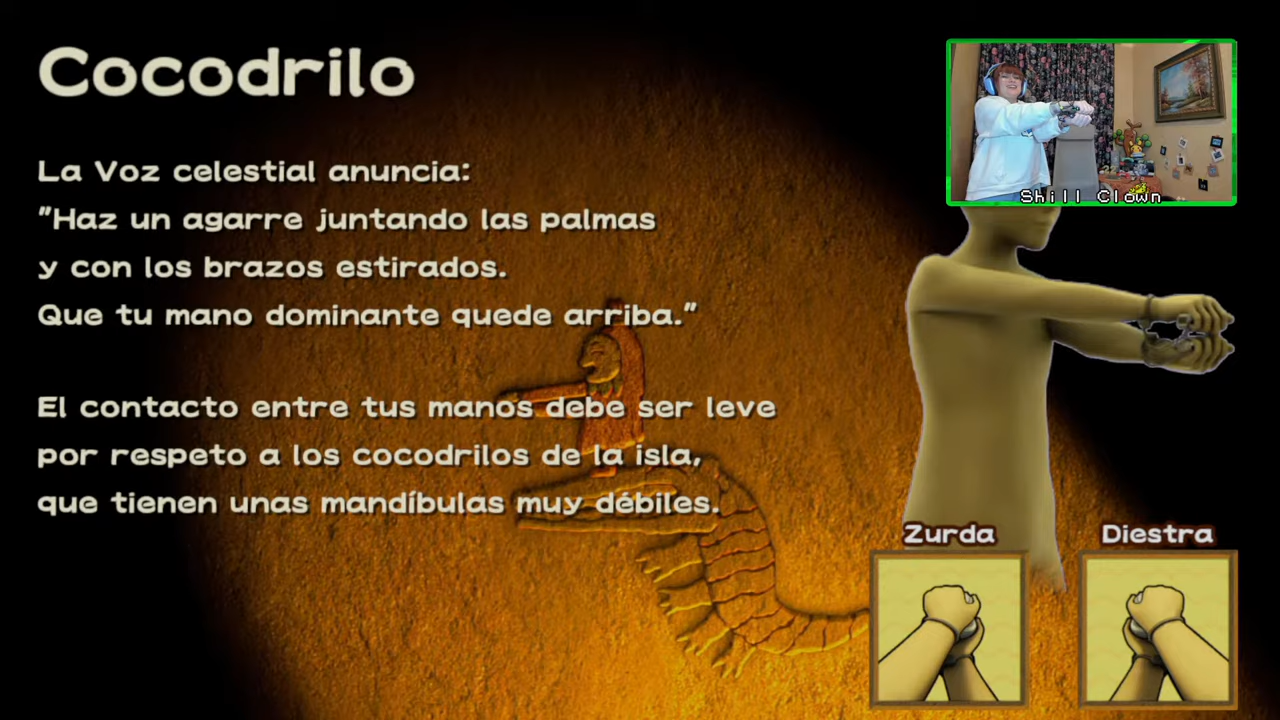 Cocodrilo
La Voz celestial anuncia:
"Haz un agarre juntando las palmas
y con los brazos estirados.
Que tu mano dominante quede arriba."
El contacto entre tus manos debe ser leve
por respeto a los cocodrilos de la isla,
que tienen unas mandíbulas muy débiles.
Shill Clown
Zurda
Diestra